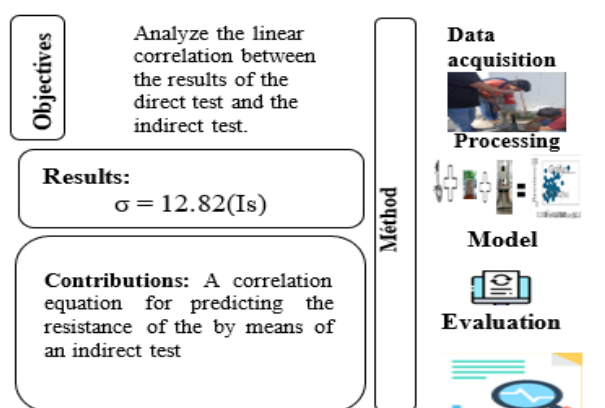 Objectives
Analyze the linear
correlation between
the results of the
direct test and the
indirect test.
Results:
σ = 12.82(Is)
Contributions: A correlation
equation for predicting the
resistance of the by means of
an indirect test
Méthod
Data
acquisition
Processing
Model
Evaluation